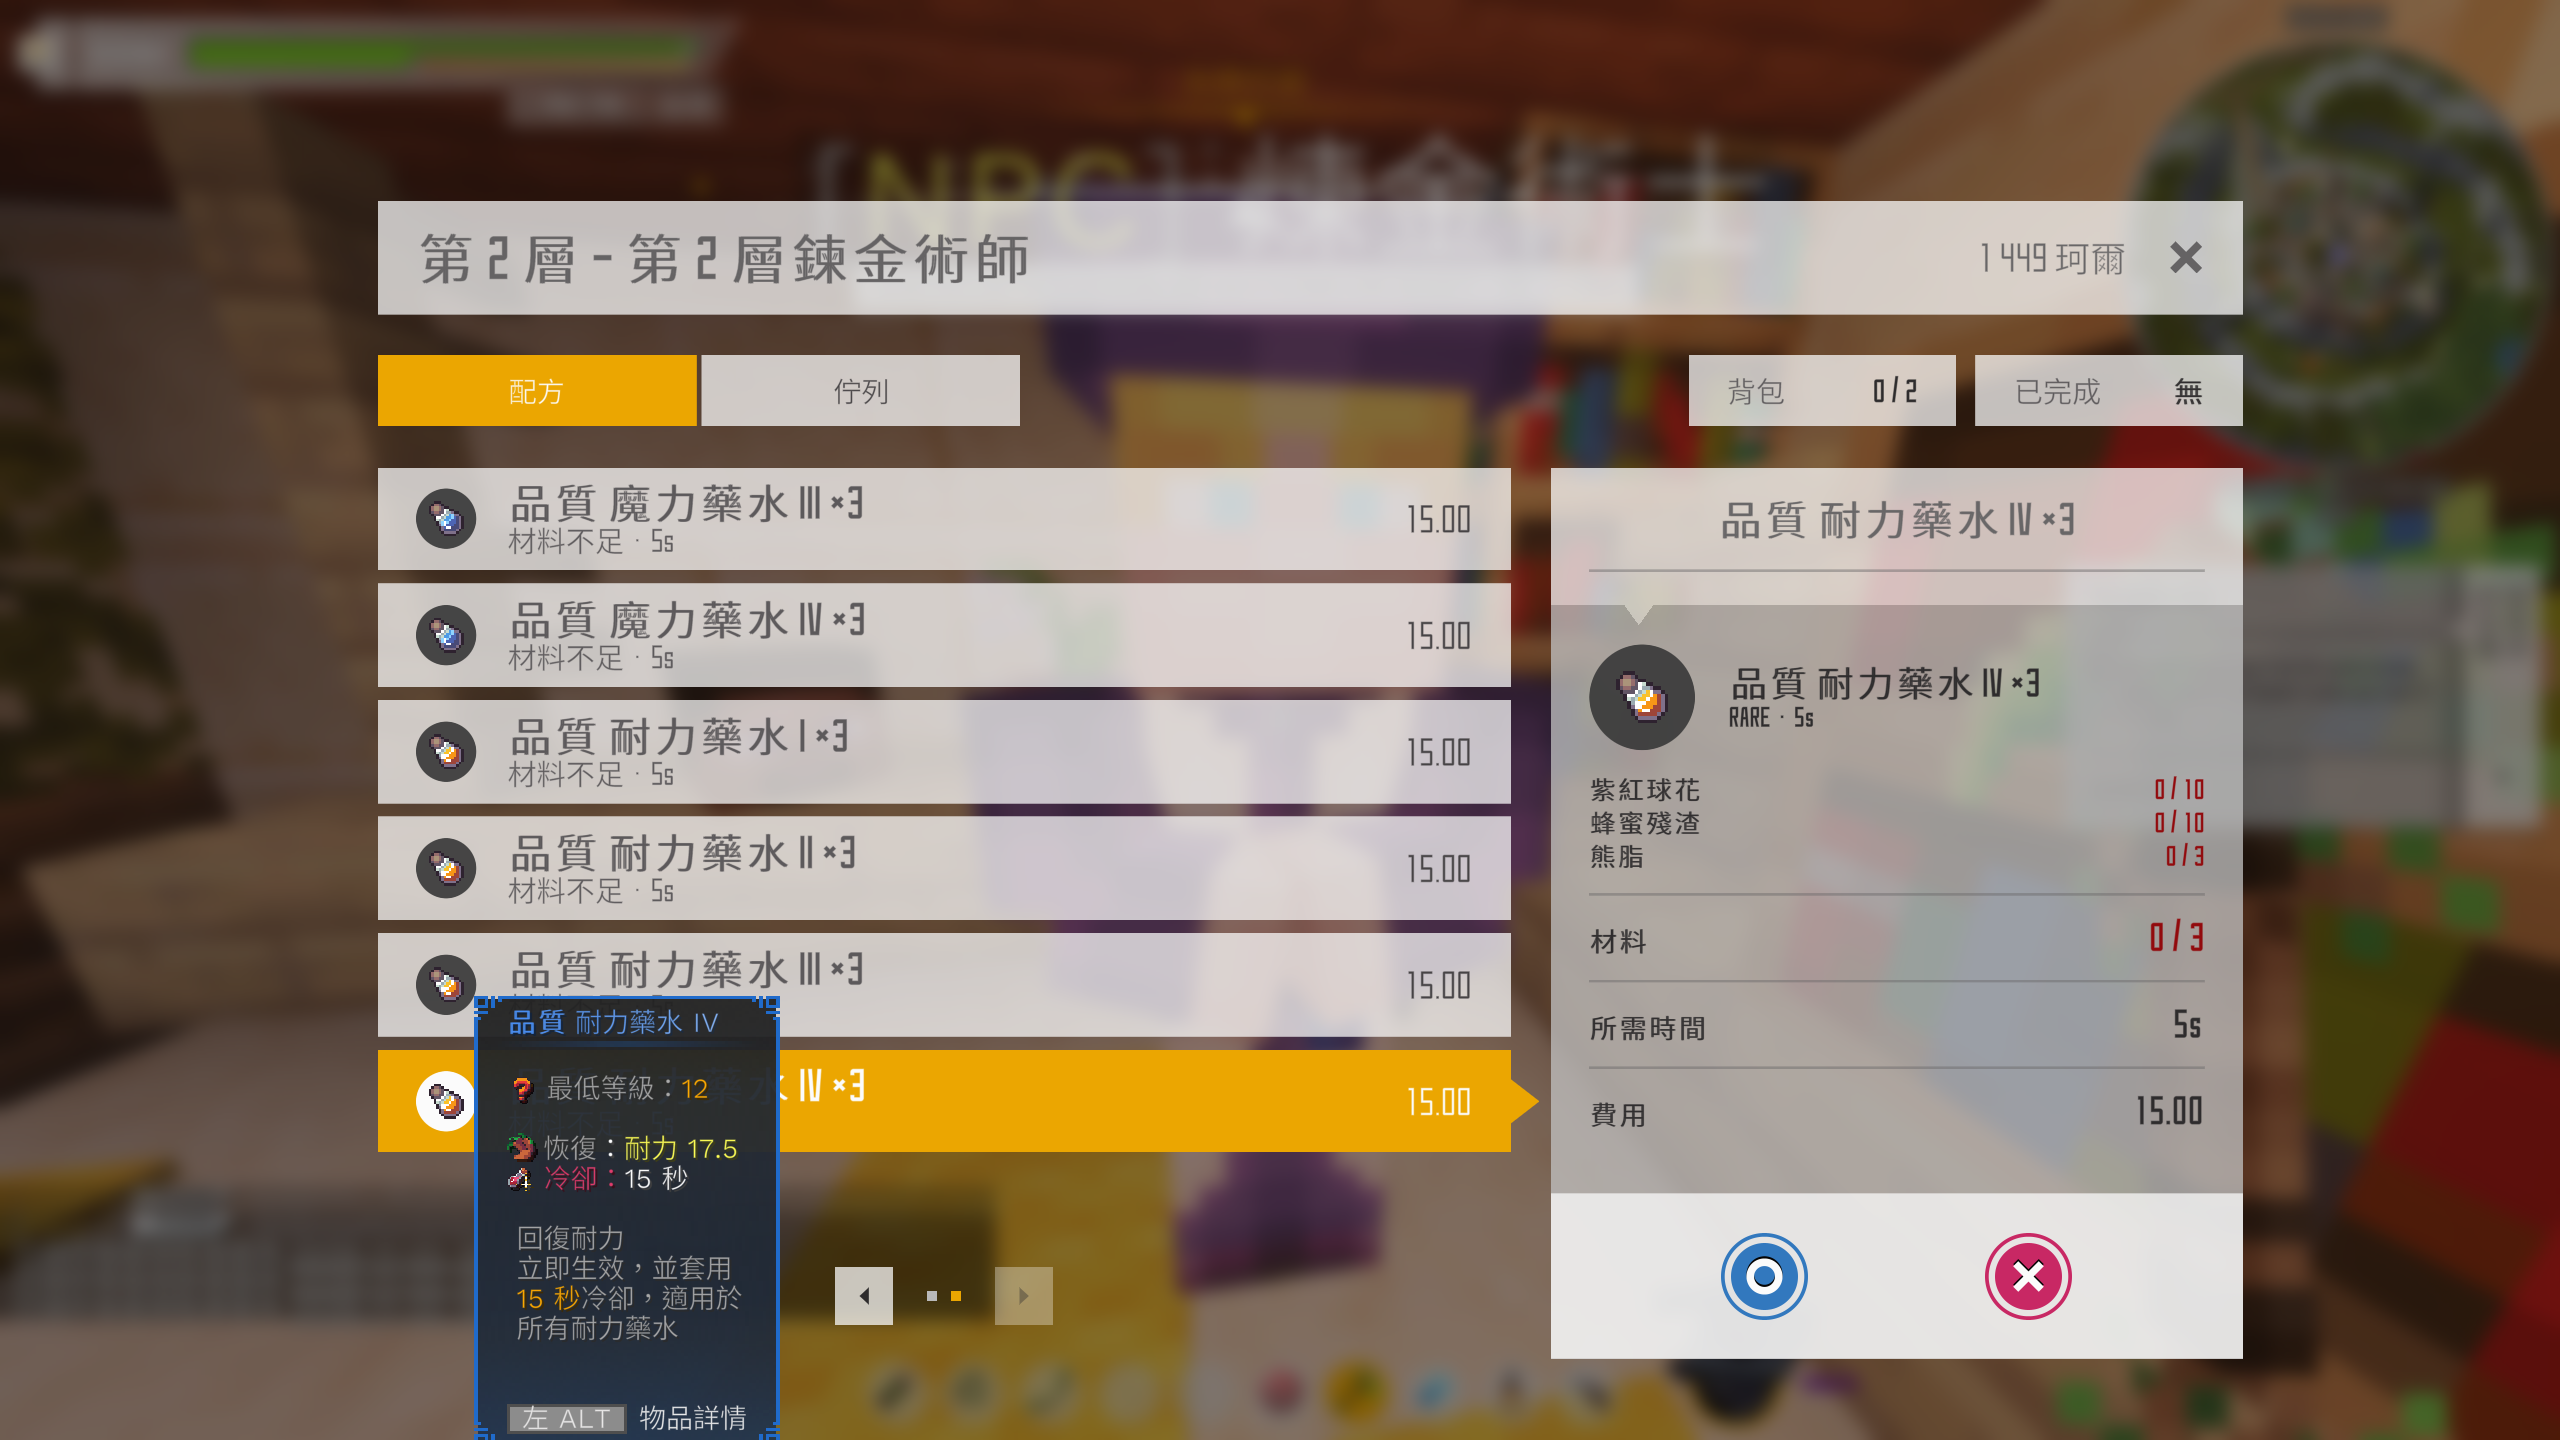 [NPC] 鍊金術士
第2層-第2層鍊金術師
1 449 珂爾
配方
佇列
背包 0/2
已完成 無
品質 魔力藥水 III ×3
材料不足 · 5s
15.00
品質 魔力藥水 IV ×3
材料不足 · 5s
15.00
品質 耐力藥水 I ×3
材料不足 · 5s
15.00
品質 耐力藥水 II ×3
材料不足 · 5s
15.00
品質 耐力藥水 III ×3
15.00
藥水 IV ×3
15.00
品質 耐力藥水 IV
最低等級：12
恢復：耐力 17.5
冷卻：15 秒
回復耐力
立即生效，並套用
15 秒冷卻，適用於
所有耐力藥水
左 ALT 物品詳情
品質 耐力藥水 IV ×3
品質 耐力藥水 IV ×3
RARE · 5s
紫紅球花 0/10
蜂蜜殘渣 0/10
熊脂 0/3
材料 0/3
所需時間 5s
費用 15.00